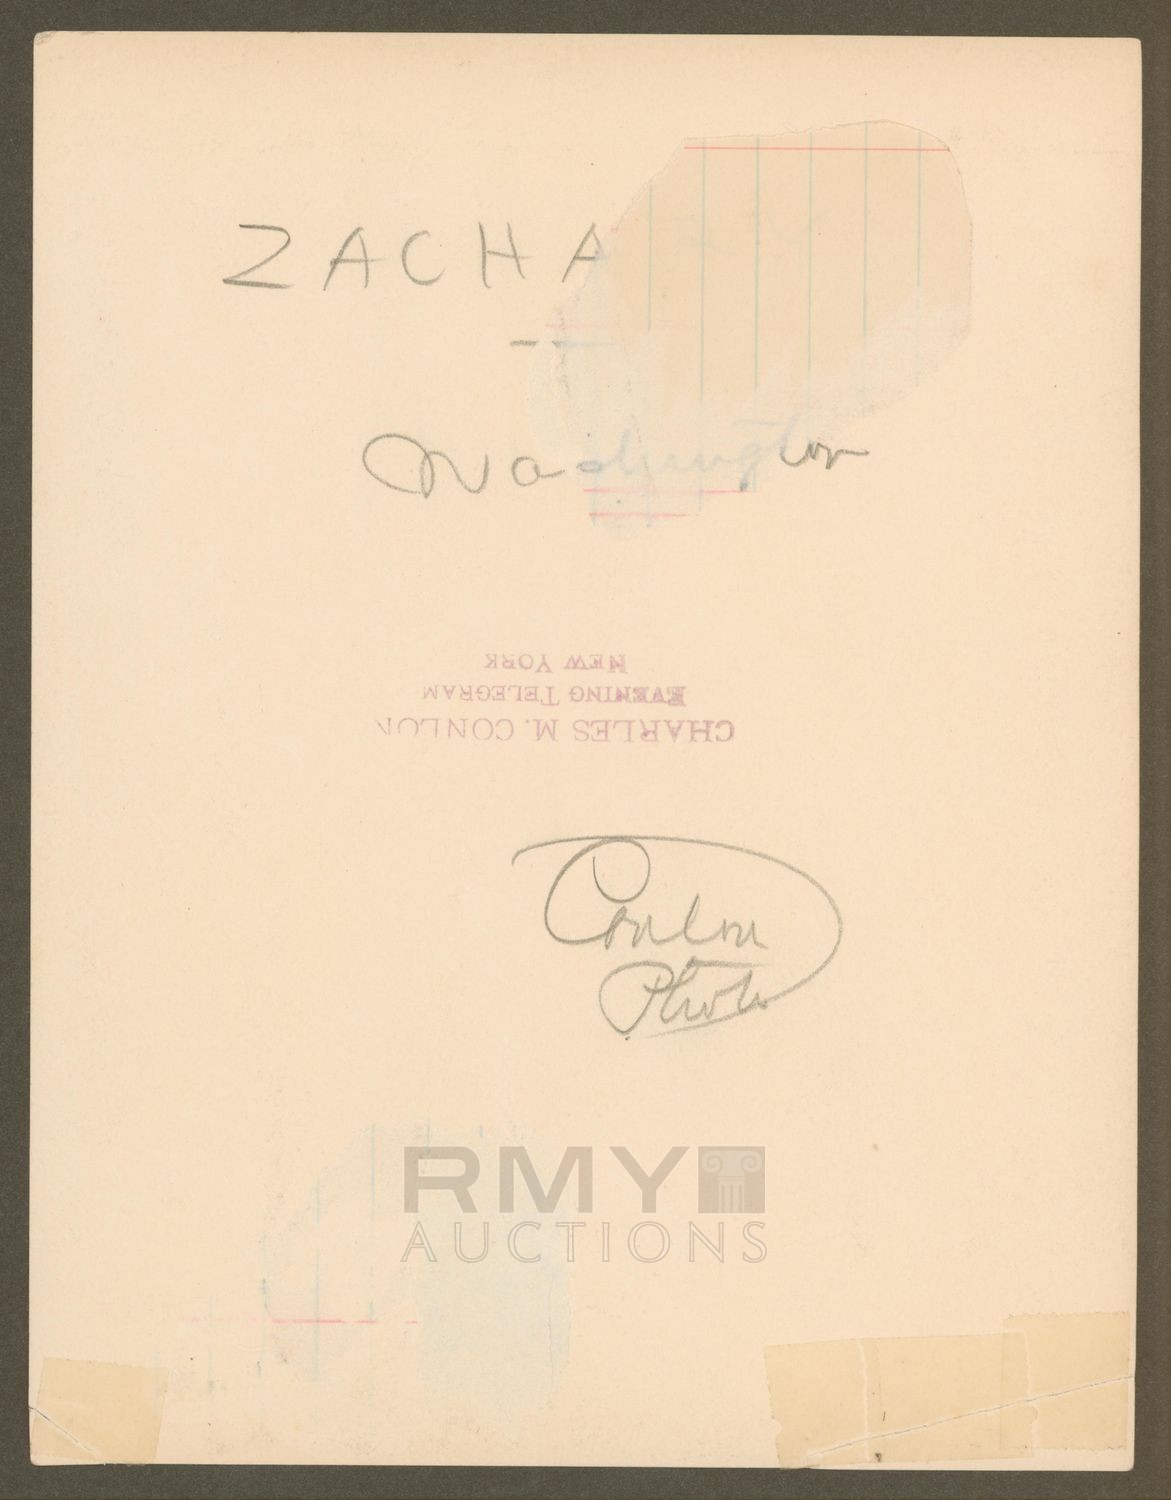 ZACHA
Washington
CHARLES M. CONLON
EVENING TELEGRAM
NEW YORK
Conlon
Photo
RMY
AUCTIONS